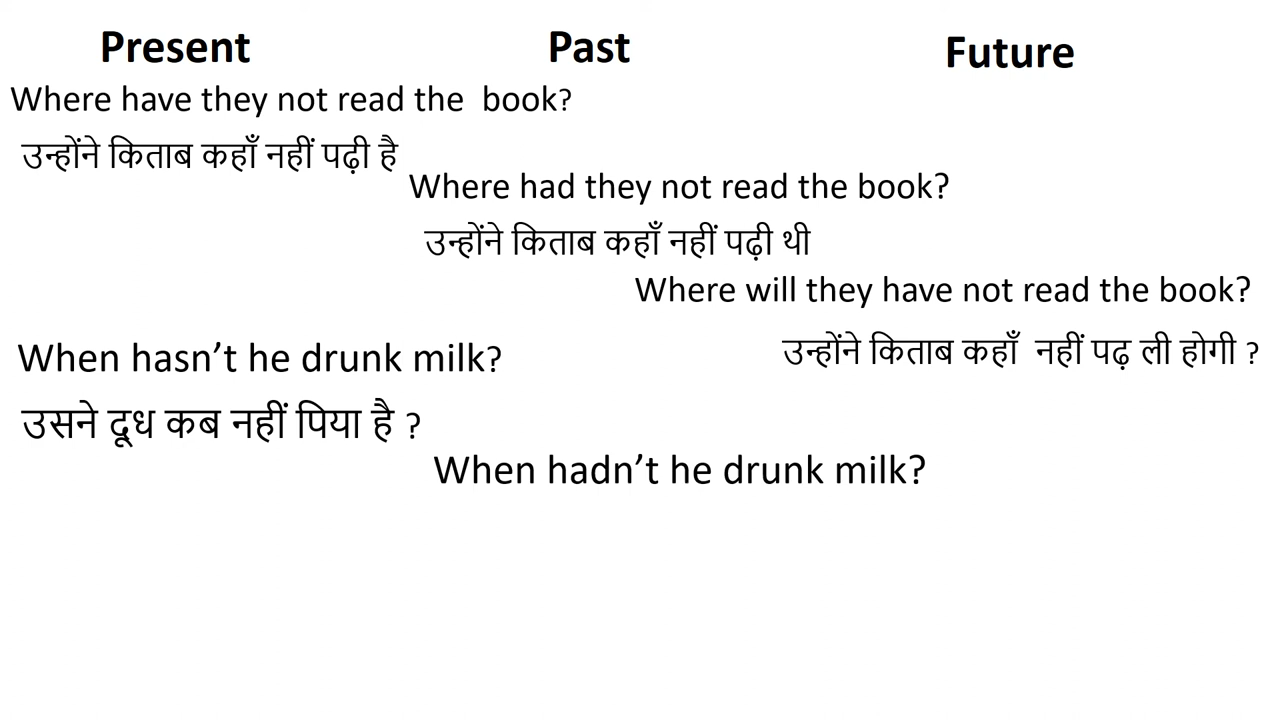 Present
Past
Future
Where have they not read the book?
उन्होंने किताब कहाँ नहीं पढ़ी है
Where had they not read the book?
उन्होंने किताब कहाँ नहीं पढ़ी थी
Where will they have not read the book?
उन्होंने किताब कहाँ नहीं पढ़ ली होगी ?
When hasn’t he drunk milk?
उसने दूध कब नहीं पिया है ?
When hadn’t he drunk milk?